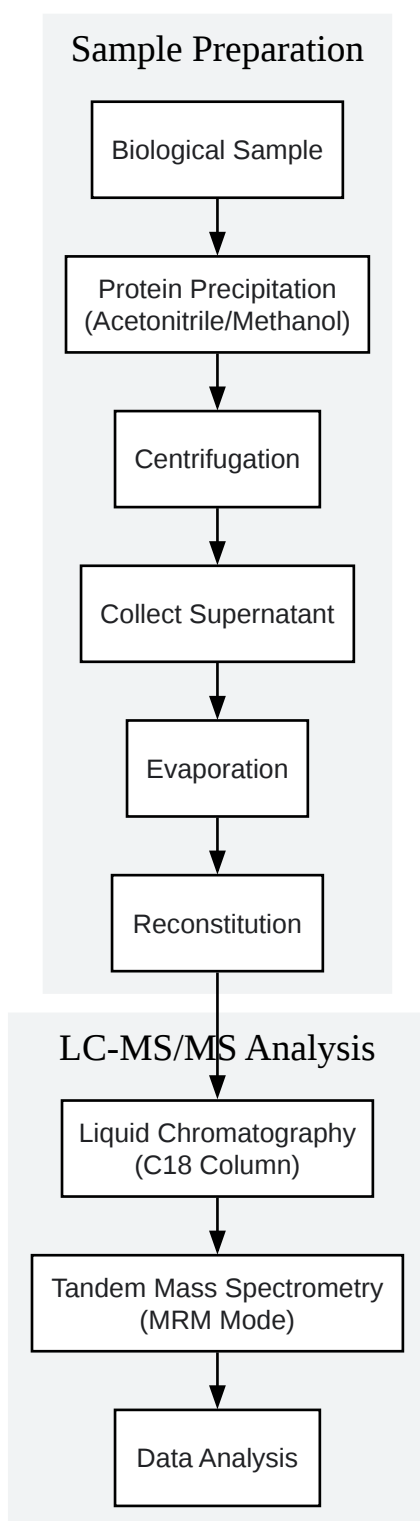 Sample Preparation
Biological Sample
Protein Precipitation
(Acetonitrile/Methanol)
Centrifugation
Collect Supernatant
Evaporation
Reconstitution
LC-MS/MS Analysis
Liquid Chromatography
(C18 Column)
Tandem Mass Spectrometry
(MRM Mode)
Data Analysis